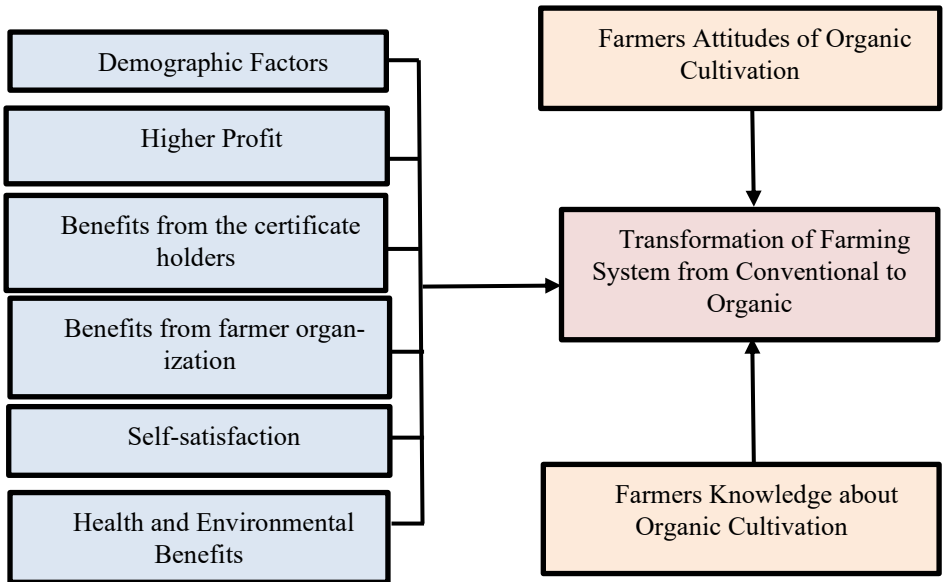 Demographic Factors
Higher Profit
Benefits from the certificate
holders
Benefits from farmer organ-
ization
Self-satisfaction
Health and Environmental
Benefits
Farmers Attitudes of Organic
Cultivation
Transformation of Farming
System from Conventional to
Organic
Farmers Knowledge about
Organic Cultivation